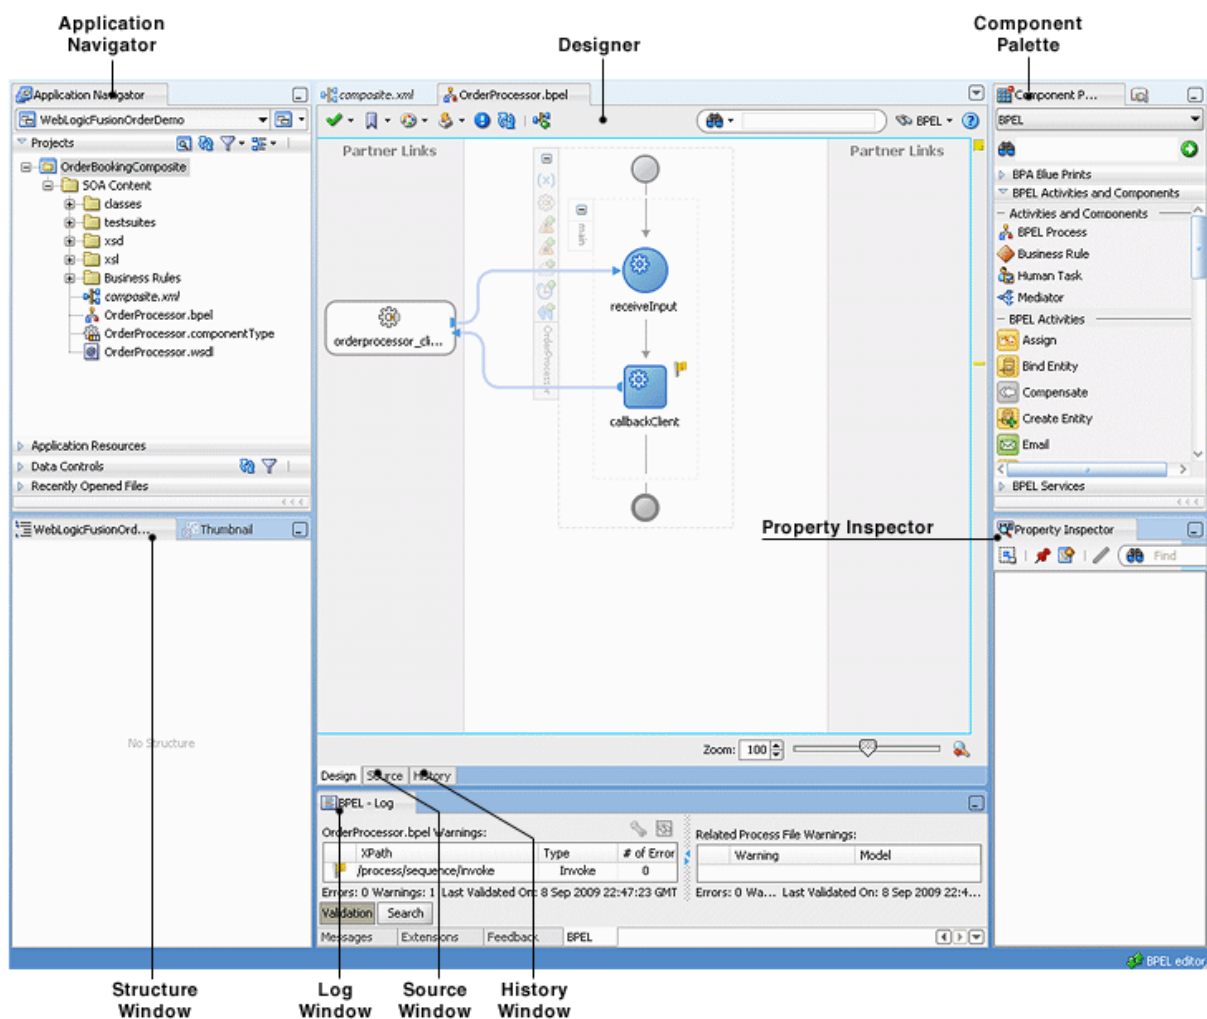 Application
Navigator
Designer
Component
Palette
Application Navigator
WebLogicFusionOrderDemo
Projects
OrderBookingComposite
SOA Content
classes
testsuites
xsd
xsl
Business Rules
composite.xml
OrderProcessor.bpel
OrderProcessor.componentType
OrderProcessor.wsdl
Application Resources
Data Controls
Recently Opened Files
WebLogicFusionOrd...
Thumbnail
No Structure
composite.xml
OrderProcessor.bpel
BPEL
Partner Links
Partner Links
main
OrderProcessor
receiveInput
orderprocessor_cli...
callbackClient
Zoom: 100
Design Source History
BPEL - Log
OrderProcessor.bpel Warnings:
XPath Type # of Error
/process/sequence/invoke Invoke 0
Errors: 0 Warnings: 1 Last Validated On: 8 Sep 2009 22:47:23 GMT
Related Process File Warnings:
Warning Model
Errors: 0 Wa... Last Validated On: 8 Sep 2009 22:4...
Validation Search
Messages Extensions Feedback BPEL
Component P...
BPEL
BPA Blue Prints
BPEL Activities and Components
Activities and Components
BPEL Process
Business Rule
Human Task
Mediator
BPEL Activities
Assign
Bind Entity
Compensate
Create Entity
Email
BPEL Services
Property Inspector
Property Inspector
Find
BPEL editor
Structure
Window
Log
Window
Source
Window
History
Window